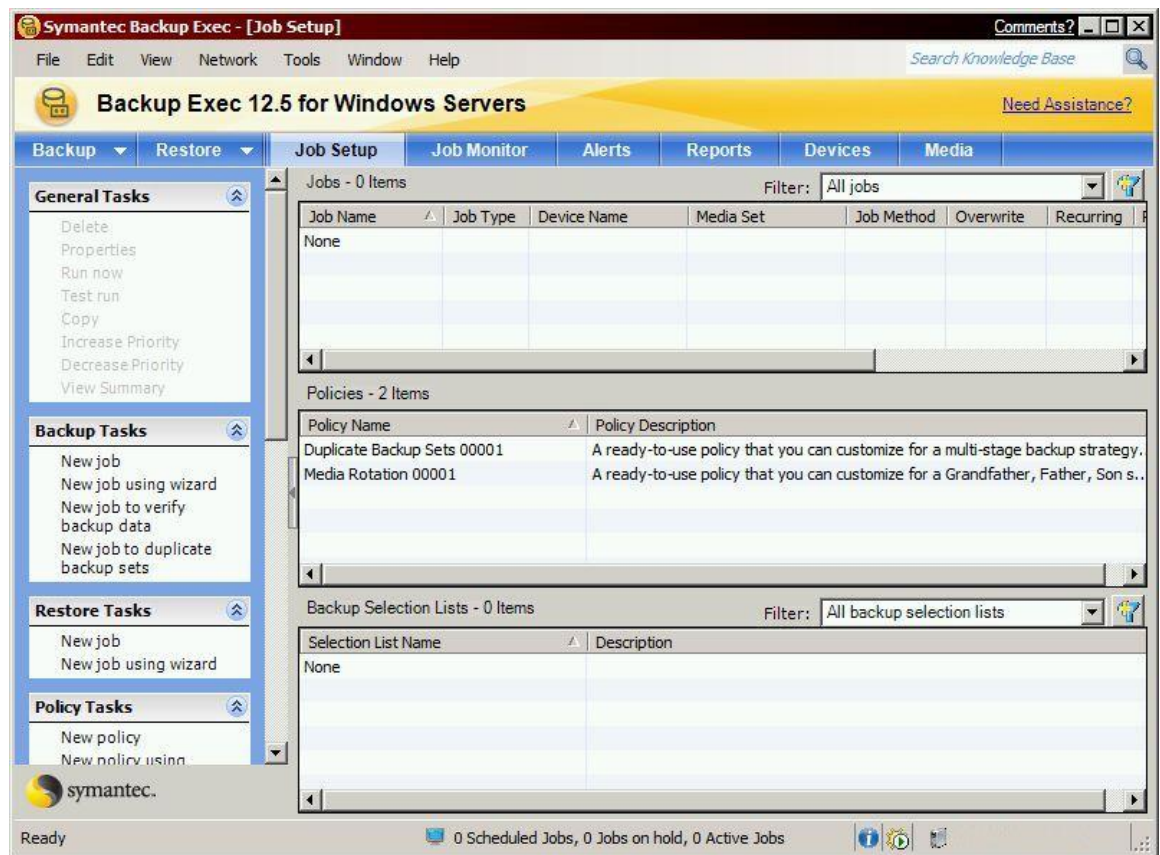 Symantec Backup Exec - [Job Setup]
Comments?
File Edit View Network Tools Window Help
Search Knowledge Base
Backup Exec 12.5 for Windows Servers
Need Assistance?
Backup Restore Job Setup Job Monitor Alerts Reports Devices Media
General Tasks
Delete
Properties
Run now
Test run
Copy
Increase Priority
Decrease Priority
View Summary
Backup Tasks
New job
New job using wizard
New job to verify
backup data
New job to duplicate
backup sets
Restore Tasks
New job
New job using wizard
Policy Tasks
New policy
New policy using
symantec.
Jobs - 0 Items
Filter: All jobs
Job Name Job Type Device Name Media Set Job Method Overwrite Recurring
None
Policies - 2 Items
Policy Name Policy Description
Duplicate Backup Sets 00001 A ready-to-use policy that you can customize for a multi-stage backup strategy..
Media Rotation 00001 A ready-to-use policy that you can customize for a Grandfather, Father, Son s...
Backup Selection Lists - 0 Items
Filter: All backup selection lists
Selection List Name Description
None
Ready
0 Scheduled Jobs, 0 Jobs on hold, 0 Active Jobs